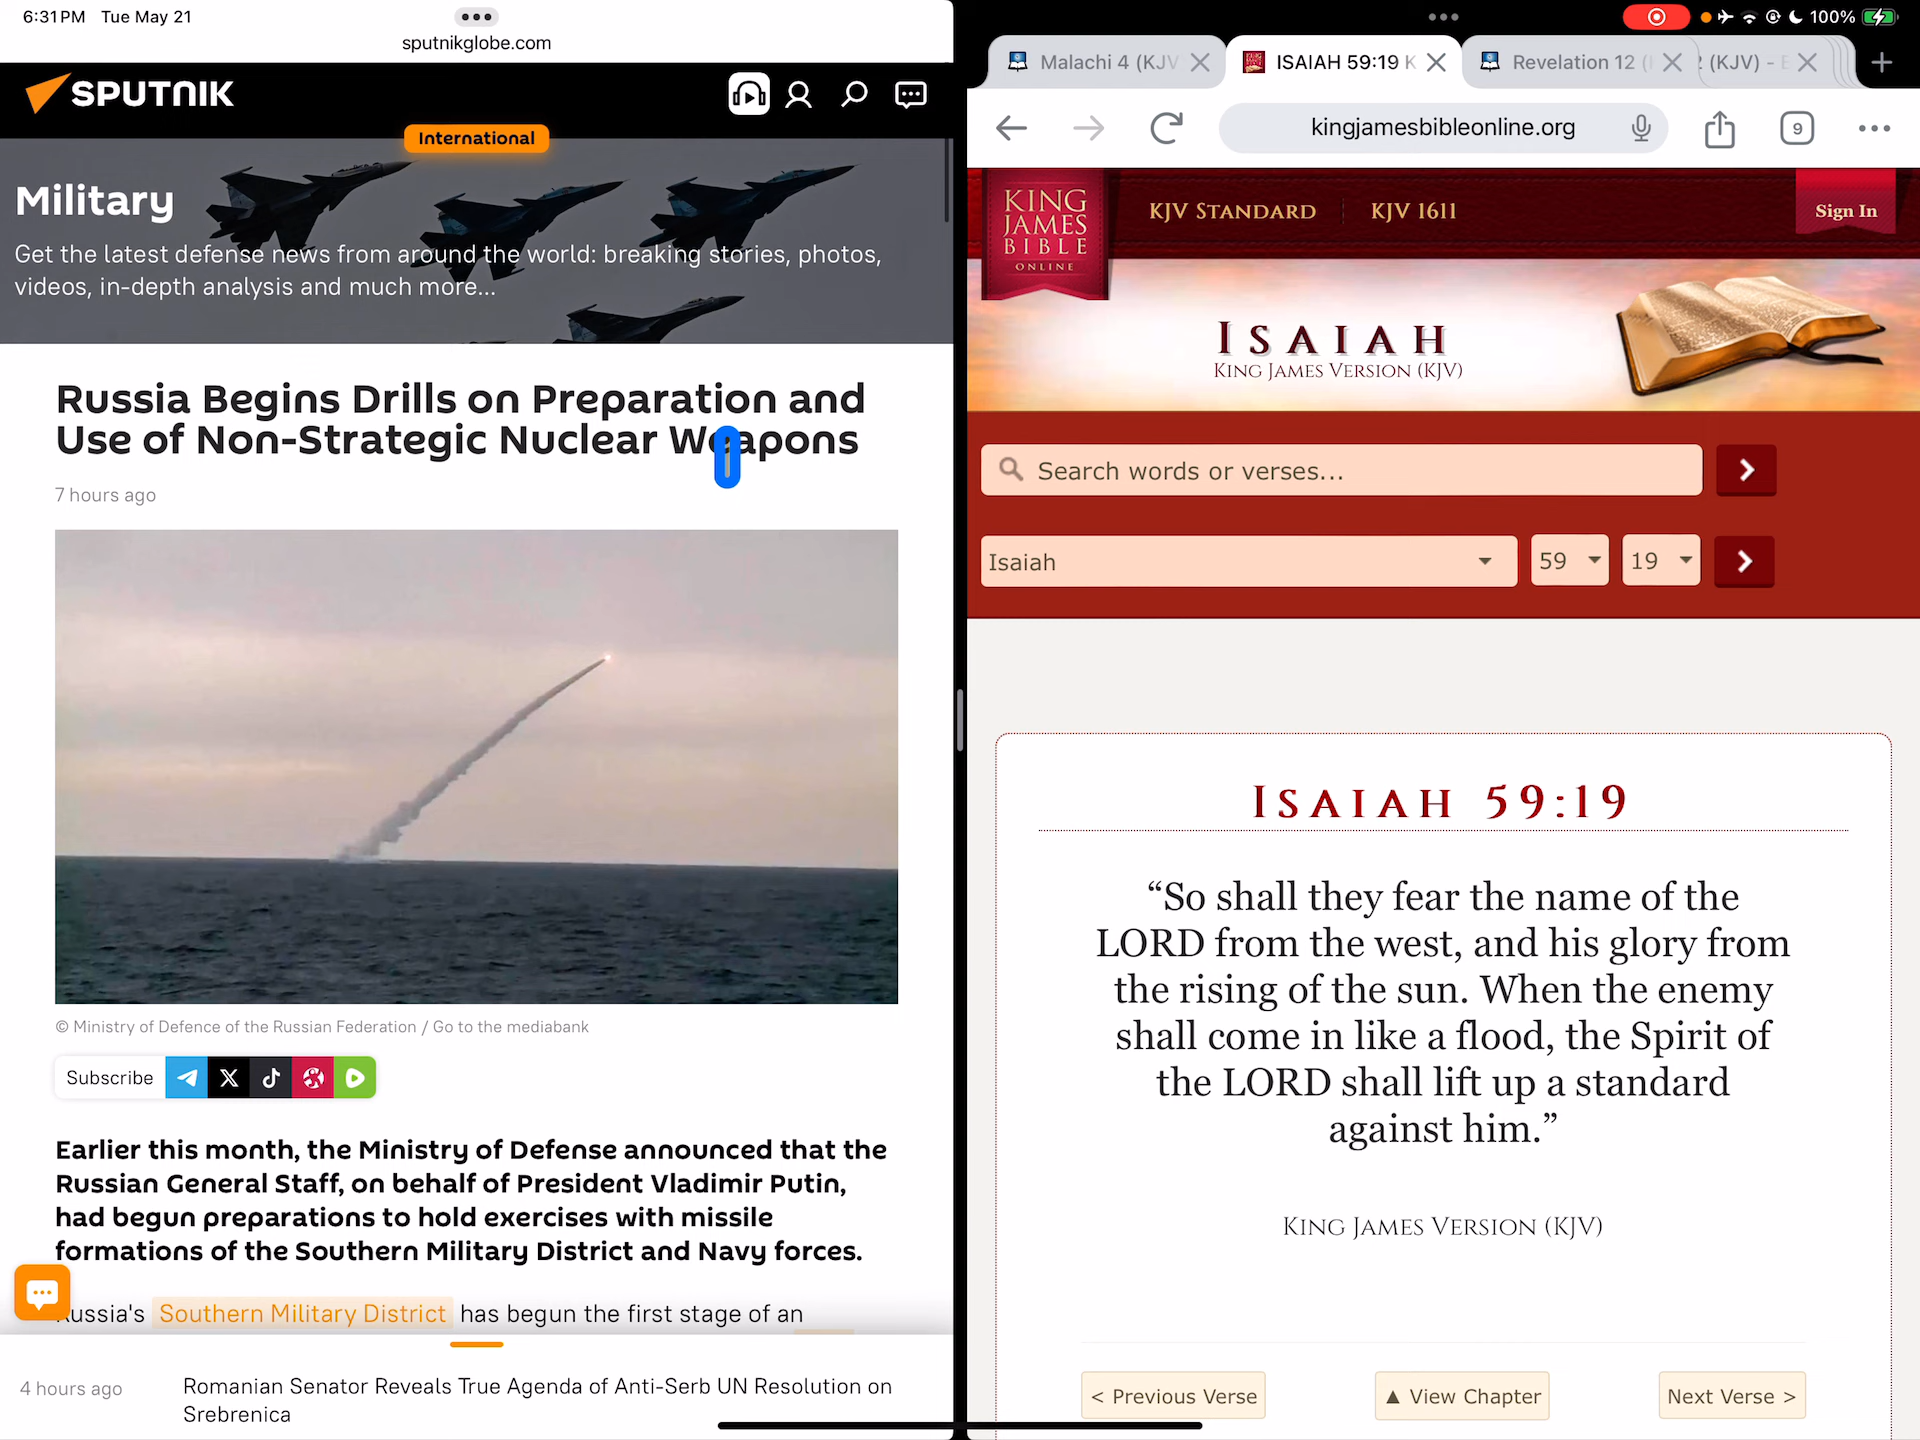 6:31 PM Tue May 21
sputnikglobe.com
SPUTNIK
International
Military
Get the latest defense news from around the world: breaking stories, photos,
videos, in-depth analysis and much more...
Russia Begins Drills on Preparation and
Use of Non-Strategic Nuclear Weapons
7 hours ago
© Ministry of Defence of the Russian Federation / Go to the mediabank
Subscribe
Earlier this month, the Ministry of Defense announced that the
Russian General Staff, on behalf of President Vladimir Putin,
had begun preparations to hold exercises with missile
formations of the Southern Military District and Navy forces.
Russia's Southern Military District has begun the first stage of an
4 hours ago
Romanian Senator Reveals True Agenda of Anti-Serb UN Resolution on
Srebrenica
100%
Malachi 4 (KJV
ISAIAH 59:19 K
Revelation 12 (
2 (KJV) - E
kingjamesbibleonline.org
9
KING
JAMES
BIBLE
ONLINE
KJV STANDARD
KJV 1611
Sign In
ISAIAH
KING JAMES VERSION (KJV)
Search words or verses...
Isaiah
59
19
ISAIAH 59:19
“So shall they fear the name of the
LORD from the west, and his glory from
the rising of the sun. When the enemy
shall come in like a flood, the Spirit of
the LORD shall lift up a standard
against him.”
KING JAMES VERSION (KJV)
< Previous Verse
▲ View Chapter
Next Verse >